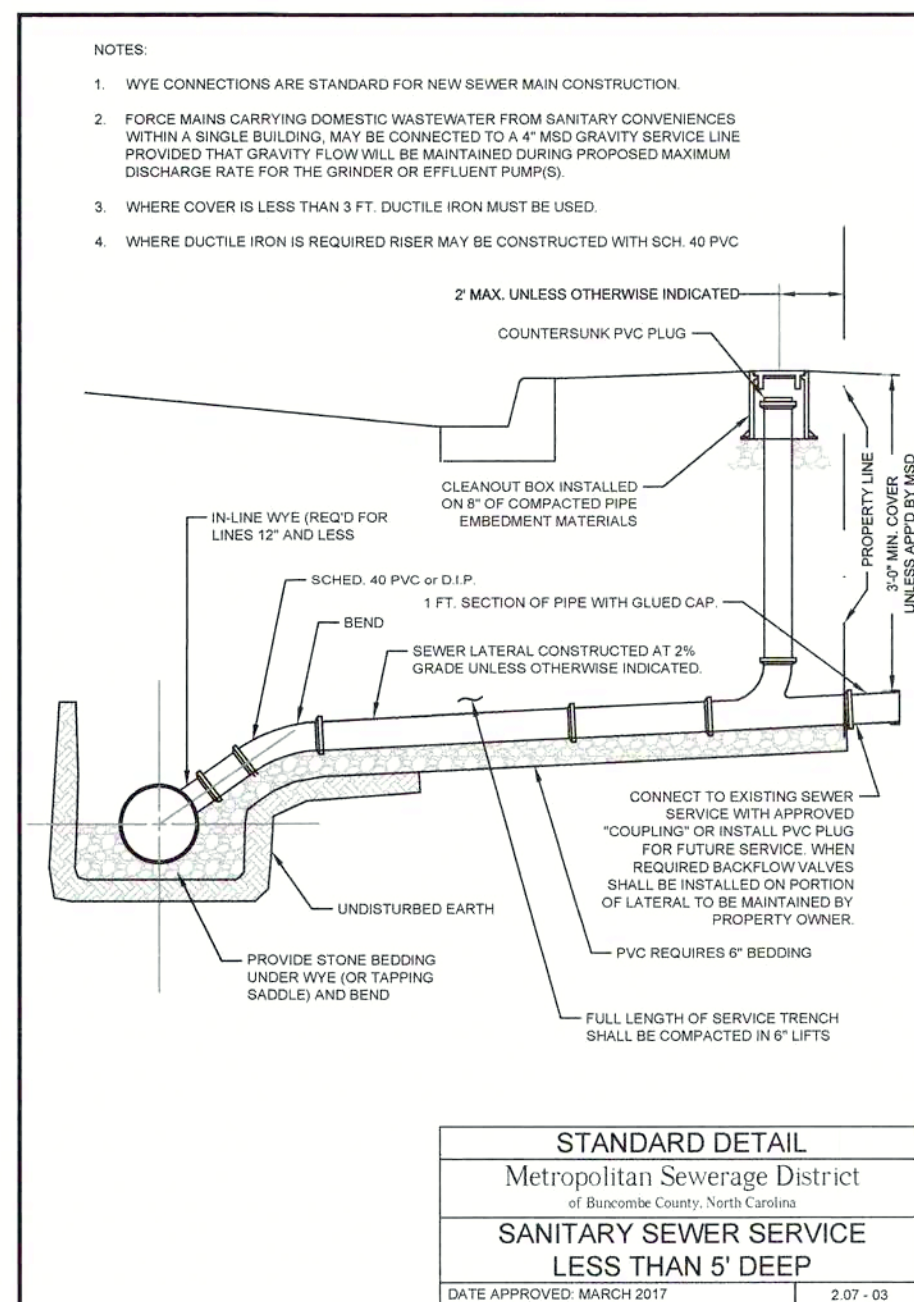 NOTES:
1. WYE CONNECTIONS ARE STANDARD FOR NEW SEWER MAIN CONSTRUCTION.
2. FORCE MAINS CARRYING DOMESTIC WASTEWATER FROM SANITARY CONVENIENCES
WITHIN A SINGLE BUILDING, MAY BE CONNECTED TO A 4" MSD GRAVITY SERVICE LINE
PROVIDED THAT GRAVITY FLOW WILL BE MAINTAINED DURING PROPOSED MAXIMUM
DISCHARGE RATE FOR THE GRINDER OR EFFLUENT PUMP(S).
3. WHERE COVER IS LESS THAN 3 FT. DUCTILE IRON MUST BE USED.
4. WHERE DUCTILE IRON IS REQUIRED RISER MAY BE CONSTRUCTED WITH SCH. 40 PVC
2' MAX. UNLESS OTHERWISE INDICATED
COUNTERSUNK PVC PLUG
CLEANOUT BOX INSTALLED
ON 8" OF COMPACTED PIPE
EMBEDMENT MATERIALS
PROPERTY LINE
3'-0" MIN. COVER
UNLESS APP'D BY MSD
IN-LINE WYE (REQ'D FOR
LINES 12" AND LESS
SCHED. 40 PVC or D.I.P.
1 FT. SECTION OF PIPE WITH GLUED CAP.
BEND
SEWER LATERAL CONSTRUCTED AT 2%
GRADE UNLESS OTHERWISE INDICATED.
CONNECT TO EXISTING SEWER
SERVICE WITH APPROVED
"COUPLING" OR INSTALL PVC PLUG
FOR FUTURE SERVICE. WHEN
REQUIRED BACKFLOW VALVES
SHALL BE INSTALLED ON PORTION
OF LATERAL TO BE MAINTAINED BY
PROPERTY OWNER.
UNDISTURBED EARTH
PVC REQUIRES 6" BEDDING
PROVIDE STONE BEDDING
UNDER WYE (OR TAPPING
SADDLE) AND BEND
FULL LENGTH OF SERVICE TRENCH
SHALL BE COMPACTED IN 6" LIFTS
STANDARD DETAIL
Metropolitan Sewerage District
of Buncombe County, North Carolina
SANITARY SEWER SERVICE
LESS THAN 5' DEEP
DATE APPROVED: MARCH 2017
2.07 - 03